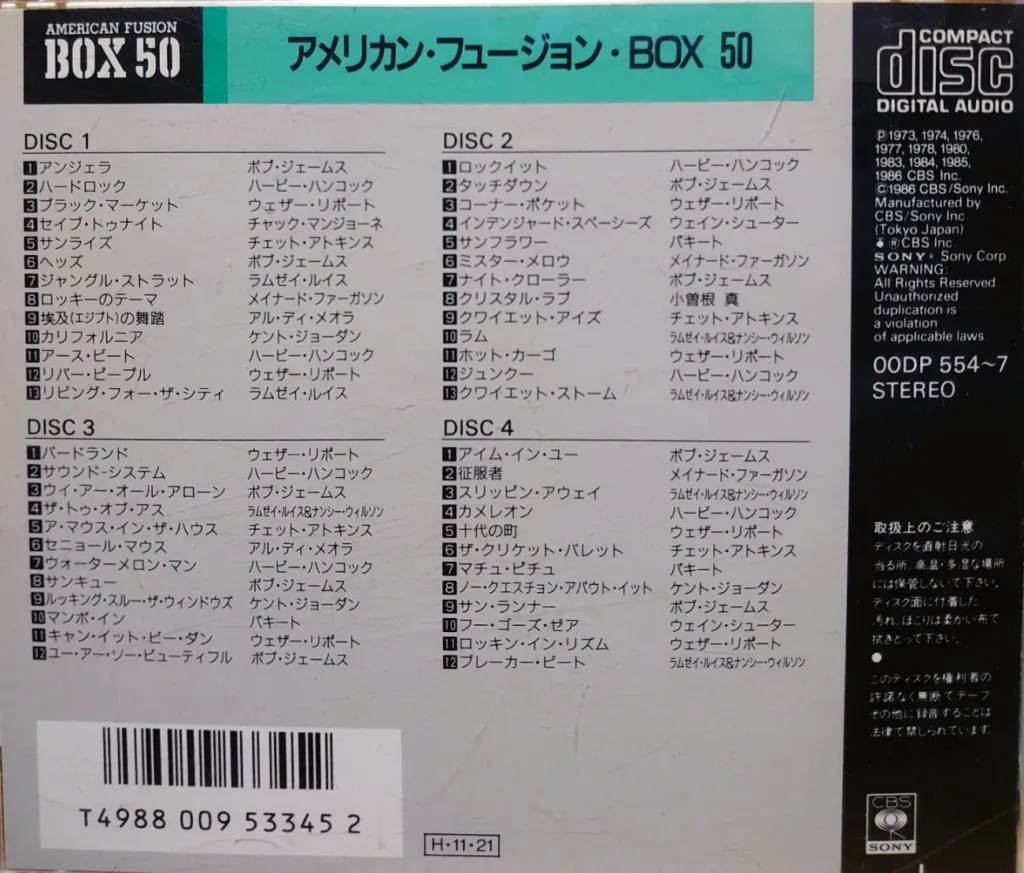 AMERICAN FUSION
BOX 50
アメリカン・フュージョン・BOX 50
DISC 1
1 アンジェラ ボブ・ジェームス
2 ハードロック ハービー・ハンコック
3 ブラック・マーケット ウェザー・リポート
4 セイブ・トゥナイト チャック・マンジョーネ
5 サンライズ チェット・アトキンス
6 ヘッズ ボブ・ジェームス
7 ジャングル・ストラット ラムゼイ・ルイス
8 ロッキーのテーマ メイナード・ファーガソン
9 埃及(エジプト)の舞踏 アル・ディ・メオラ
10 カリフォルニア ケント・ジョーダン
11 アース・ビート ハービー・ハンコック
12 リバー・ピープル ウェザー・リポート
13 リビング・フォー・ザ・シティ ラムゼイ・ルイス
DISC 2
1 ロックイット ハービー・ハンコック
2 タッチダウン ボブ・ジェームス
3 コーナー・ポケット ウェザー・リポート
4 インデンジャード・スペーシーズ ウェイン・シューター
5 サンフラワー パキート
6 ミスター・メロウ メイナード・ファーガソン
7 ナイト・クローラー ボブ・ジェームス
8 クリスタル・ラブ 小曽根 真
9 クワイエット・アイズ チェット・アトキンス
10 ラム ラムゼイ・ルイス&ナンシー・ウィルソン
11 ホット・カーゴ ウェザー・リポート
12 ジュンクー ハービー・ハンコック
13 クワイエット・ストーム ラムゼイ・ルイス&ナンシー・ウィルソン
DISC 3
1 バードランド ウェザー・リポート
2 サウンド-システム ハービー・ハンコック
3 ウイ・アー・オール・アローン ボブ・ジェームス
4 ザ・トゥ・オブ・アス ラムゼイ・ルイス&ナンシー・ウィルソン
5 ア・マウス・イン・ザ・ハウス チェット・アトキンス
6 セニョール・マウス アル・ディ・メオラ
7 ウォーターメロン・マン ハービー・ハンコック
8 サンキュー ボブ・ジェームス
9 ルッキング・スルー・ザ・ウィンドウズ ケント・ジョーダン
10 マンボ・イン パキート
11 キャン・イット・ビー・ダン ウェザー・リポート
12 ユー・アー・ソー・ビューティフル ボブ・ジェームス
DISC 4
1 アイム・イン・ユー ボブ・ジェームス
2 征服者 メイナード・ファーガソン
3 スリッピン・アウェイ ラムゼイ・ルイス&ナンシー・ウィルソン
4 カメレオン ハービー・ハンコック
5 十代の町 ウェザー・リポート
6 ザ・クリケット・バレット チェット・アトキンス
7 マチュ・ピチュ パキート
8 ノー・クエスチョン・アバウト・イット ケント・ジョーダン
9 サン・ランナー ボブ・ジェームス
10 フー・ゴーズ・ゼア ウェイン・シューター
11 ロッキン・イン・リズム ウェザー・リポート
12 ブレーカー・ビート ラムゼイ・ルイス&ナンシー・ウィルソン
T4988 009 53345 2
H・11・21
COMPACT
disc
DIGITAL AUDIO
Ⓟ1973, 1974, 1976,
1977, 1978, 1980,
1983, 1984, 1985,
1986 CBS Inc.
©1986 CBS/Sony Inc.
Manufactured by
CBS/Sony Inc
(Tokyo Japan)
®CBS Inc
SONY® Sony Corp.
WARNING:
All Rights Reserved.
Unauthorized
duplication is
a violation
of applicable laws
00DP 554~7
STEREO
取扱上のご注意
ディスクを直射日光の
当る所、高温・多湿な場所
には保管しないで下さい。
ディスク面に付着した
汚れ、ほこりは柔かい布で
拭きとって下さい。
●
このディスクを権利者の
許諾なく無断でテープ
その他に録音することは
法律で禁じられています。
CBS
SONY